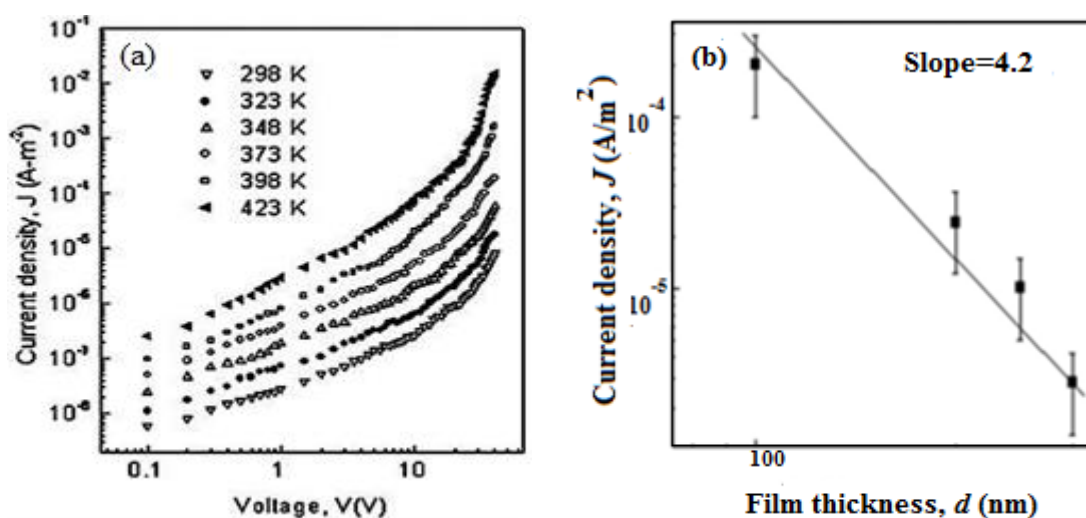 (a)
298 K
323 K
348 K
373 K
398 K
423 K
10⁻¹
10⁻²
10⁻³
10⁻⁴
10⁻⁵
10⁻⁶
10⁻⁷
10⁻⁸
Current density, J (A-m⁻²)
0.1
1
10
Voltage, V(V)
(b)
Slope=4.2
10⁻⁴
10⁻⁵
Current density, J (A/m²)
100
Film thickness, d (nm)